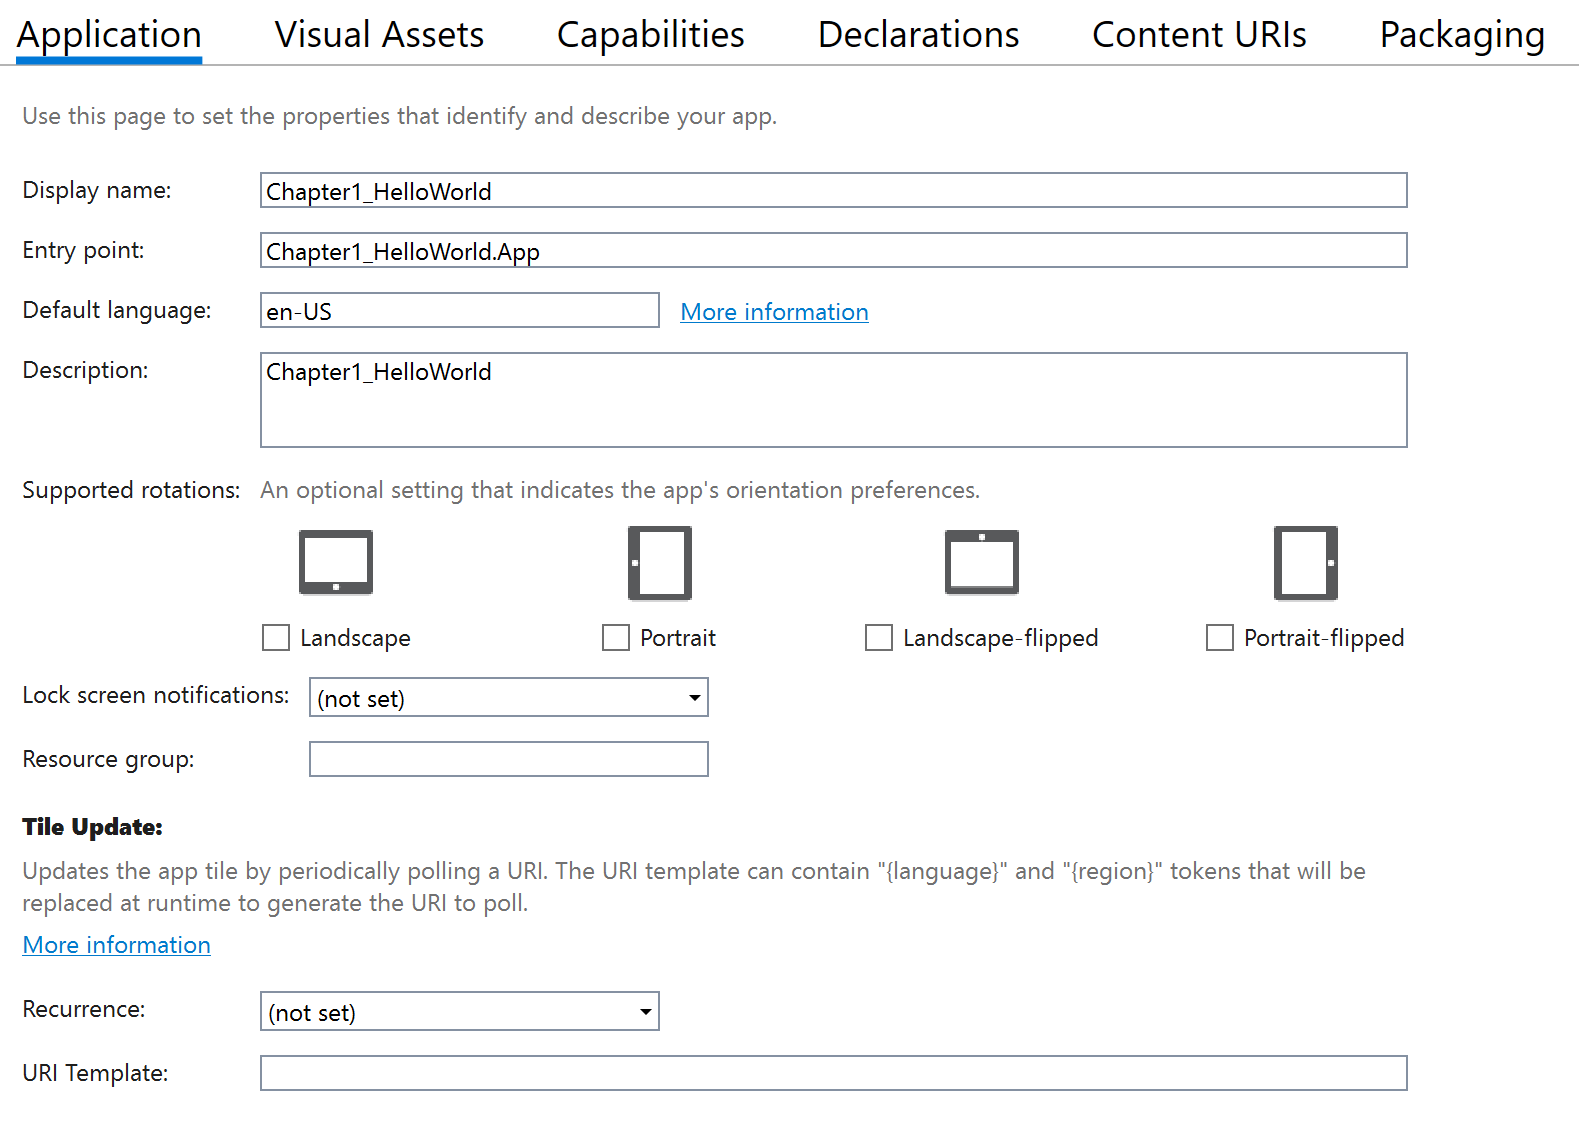 Application Visual Assets Capabilities Declarations Content URIs Packaging
Use this page to set the properties that identify and describe your app.
Display name: Chapter1_HelloWorld
Entry point: Chapter1_HelloWorld.App
Default language: en-US More information
Description: Chapter1_HelloWorld
Supported rotations: An optional setting that indicates the app's orientation preferences.
Landscape Portrait Landscape-flipped Portrait-flipped
Lock screen notifications: (not set)
Resource group:
Tile Update:
Updates the app tile by periodically polling a URI. The URI template can contain "{language}" and "{region}" tokens that will be
replaced at runtime to generate the URI to poll.
More information
Recurrence: (not set)
URI Template: